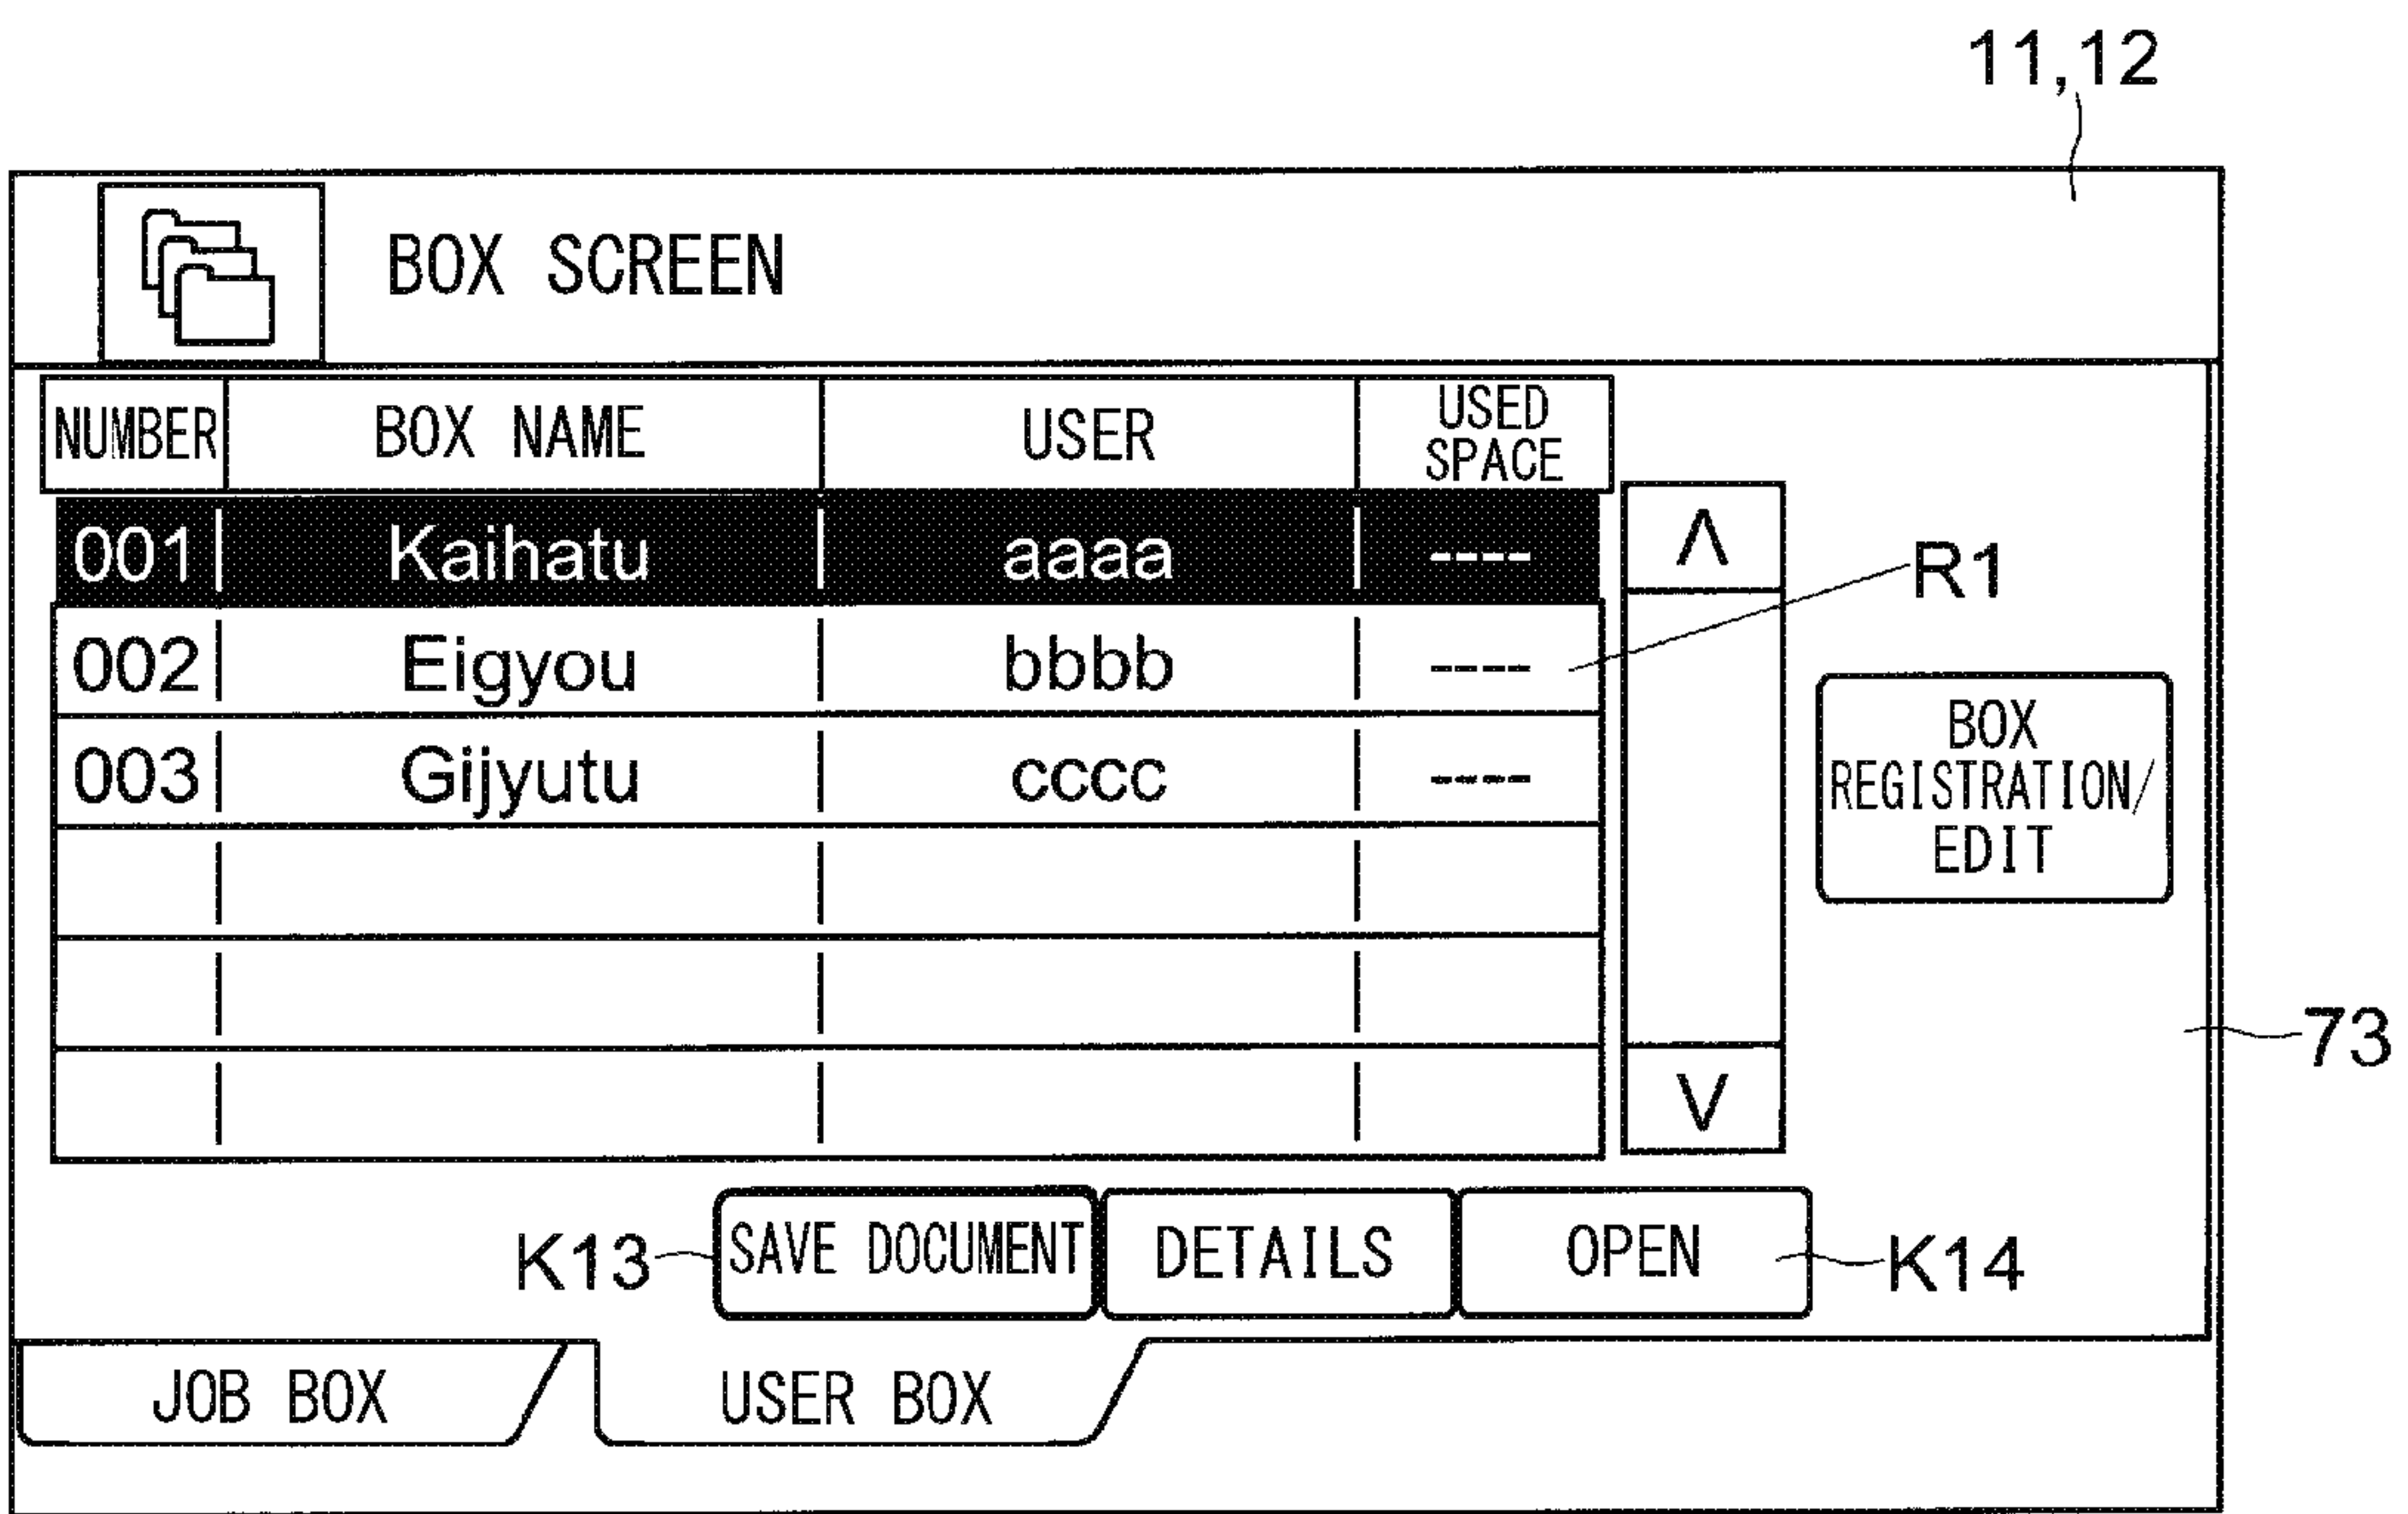 11,12
BOX SCREEN
NUMBER BOX NAME USER USED SPACE
001 Kaihatu aaaa ----
002 Eigyou bbbb ----
003 Gijyutu cccc ----
Λ
R1
BOX
REGISTRATION/
EDIT
73
V
K13 SAVE DOCUMENT DETAILS OPEN K14
JOB BOX USER BOX